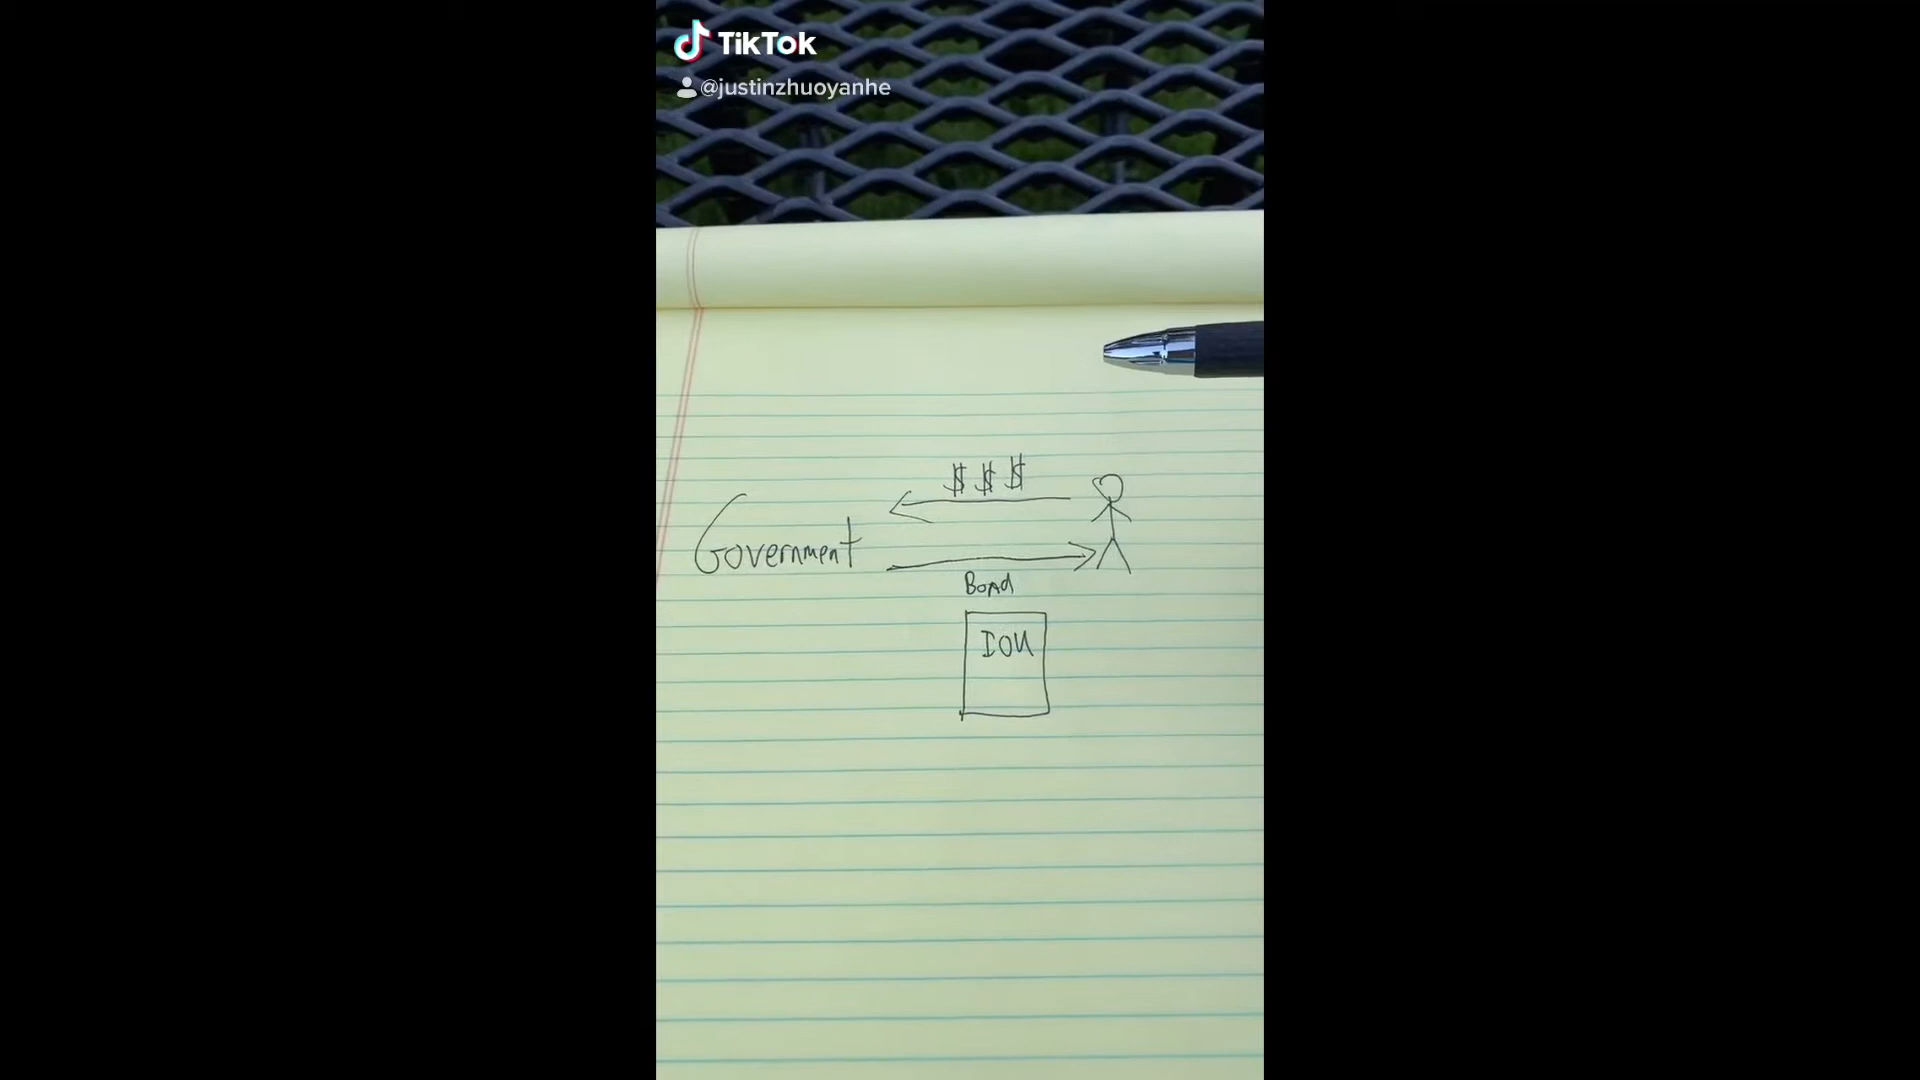 TikTok
@justinzhuoyanhe
$ $ $
Government
Bond
IOU